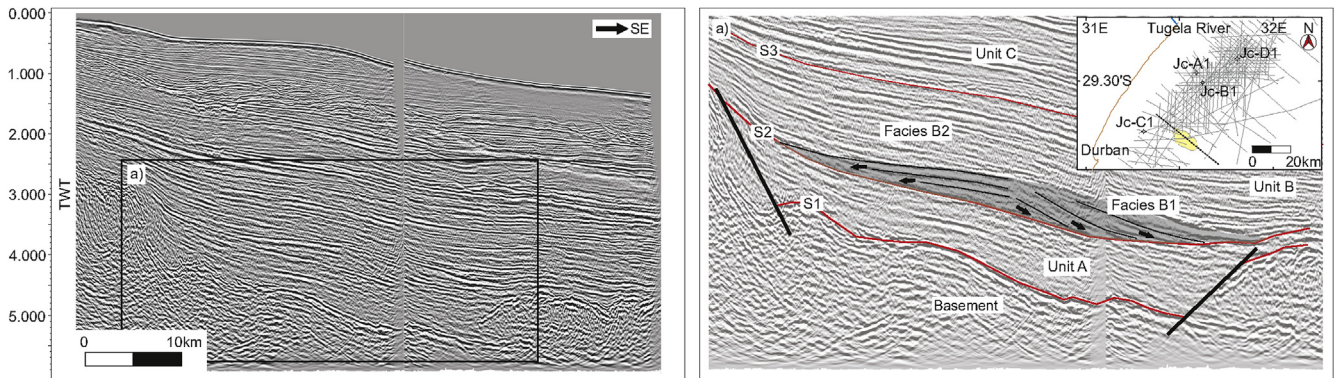 0.000
SE
1.000
2.000
a)
3.000
TWT
4.000
5.000
0 10km
a)
S3
Unit C
S2
Facies B2
S1
Facies B1
Unit B
Unit A
Basement
31E Tugela River 32E N
Jc-D1
Jc-A1
29.30'S
Jc-B1
Jc-C1
Durban
0 20km